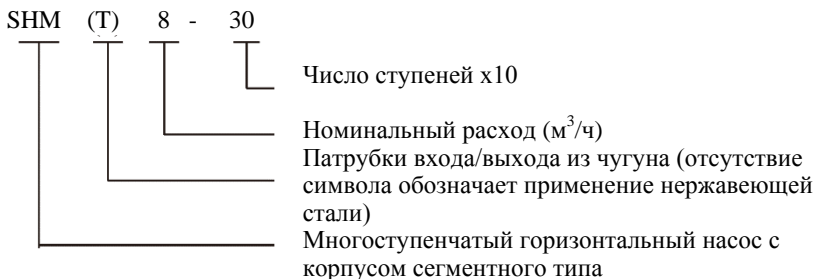 SHM (T) 8 - 30
Число ступеней х10
Номинальный расход (м³/ч)
Патрубки входа/выхода из чугуна (отсутствие
символа обозначает применение нержавеющей
стали)
Многоступенчатый горизонтальный насос с
корпусом сегментного типа